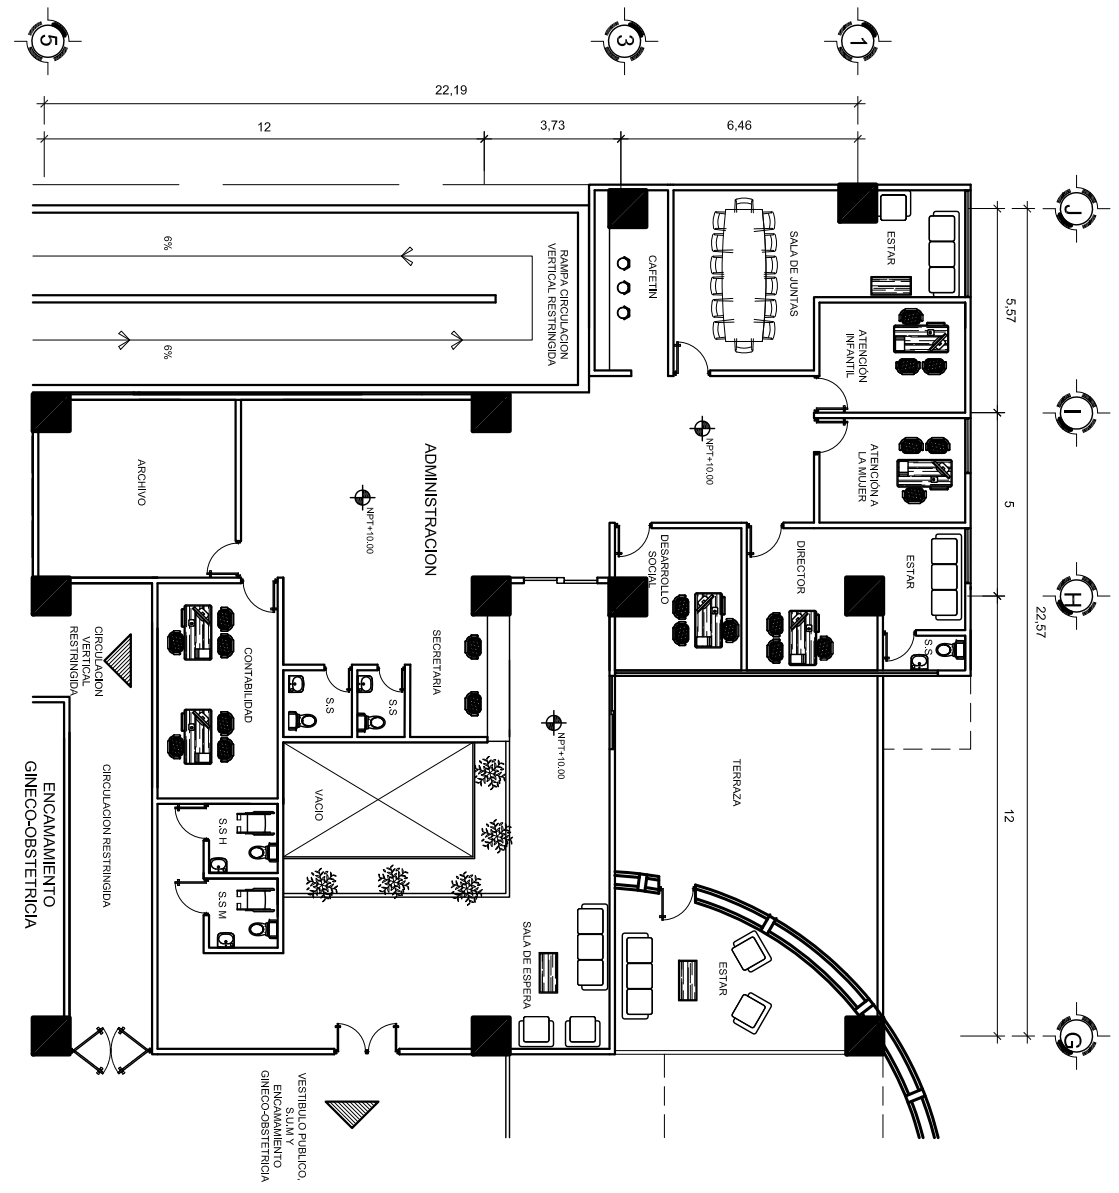 5
3
1
22,19
12
3,73
6,46
J
I
H
G
5,57
5
12
22,57
6%
6%
RAMPA CIRCULACION
VERTICAL RESTRINGIDA
CAFETIN
SALA DE JUNTAS
ESTAR
ATENCIÓN
INFANTIL
ATENCIÓN A
LA MUJER
NPT+10.00
ARCHIVO
NPT+10.00
ADMINISTRACION
DESARROLLO
SOCIAL
DIRECTOR
ESTAR
S.S
CIRCULACION
VERTICAL
RESTRINGIDA
CONTABILIDAD
SECRETARIA
S.S
S.S
NPT+10.00
TERRAZA
VACIO
CIRCULACION RESTRINGIDA
ENCAMAMIENTO
GINECO-OBSTETRICIA
S.S H
S.S M
SALA DE ESPERA
ESTAR
VESTIBULO PUBLICO,
S.U.M Y
ENCAMAMIENTO
GINECO-OBSTETRICIA